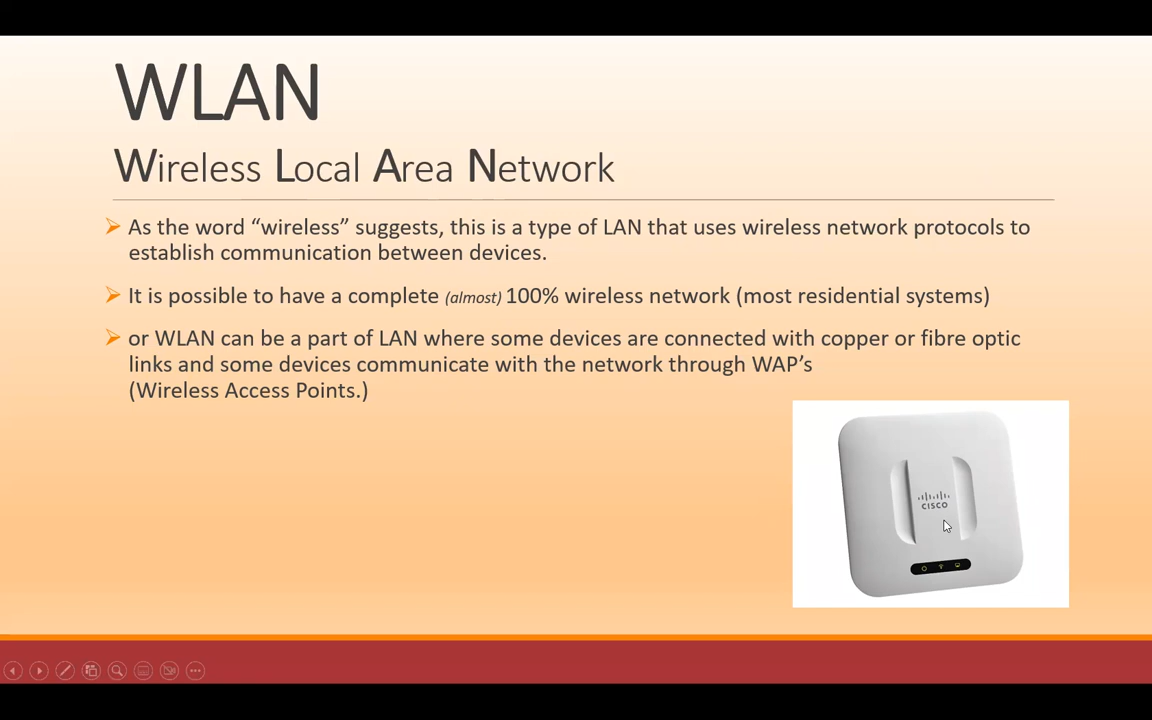 WLAN
Wireless Local Area Network
As the word “wireless” suggests, this is a type of LAN that uses wireless network protocols to
establish communication between devices.
It is possible to have a complete (almost) 100% wireless network (most residential systems)
or WLAN can be a part of LAN where some devices are connected with copper or fibre optic
links and some devices communicate with the network through WAP’s
(Wireless Access Points.)
CISCO